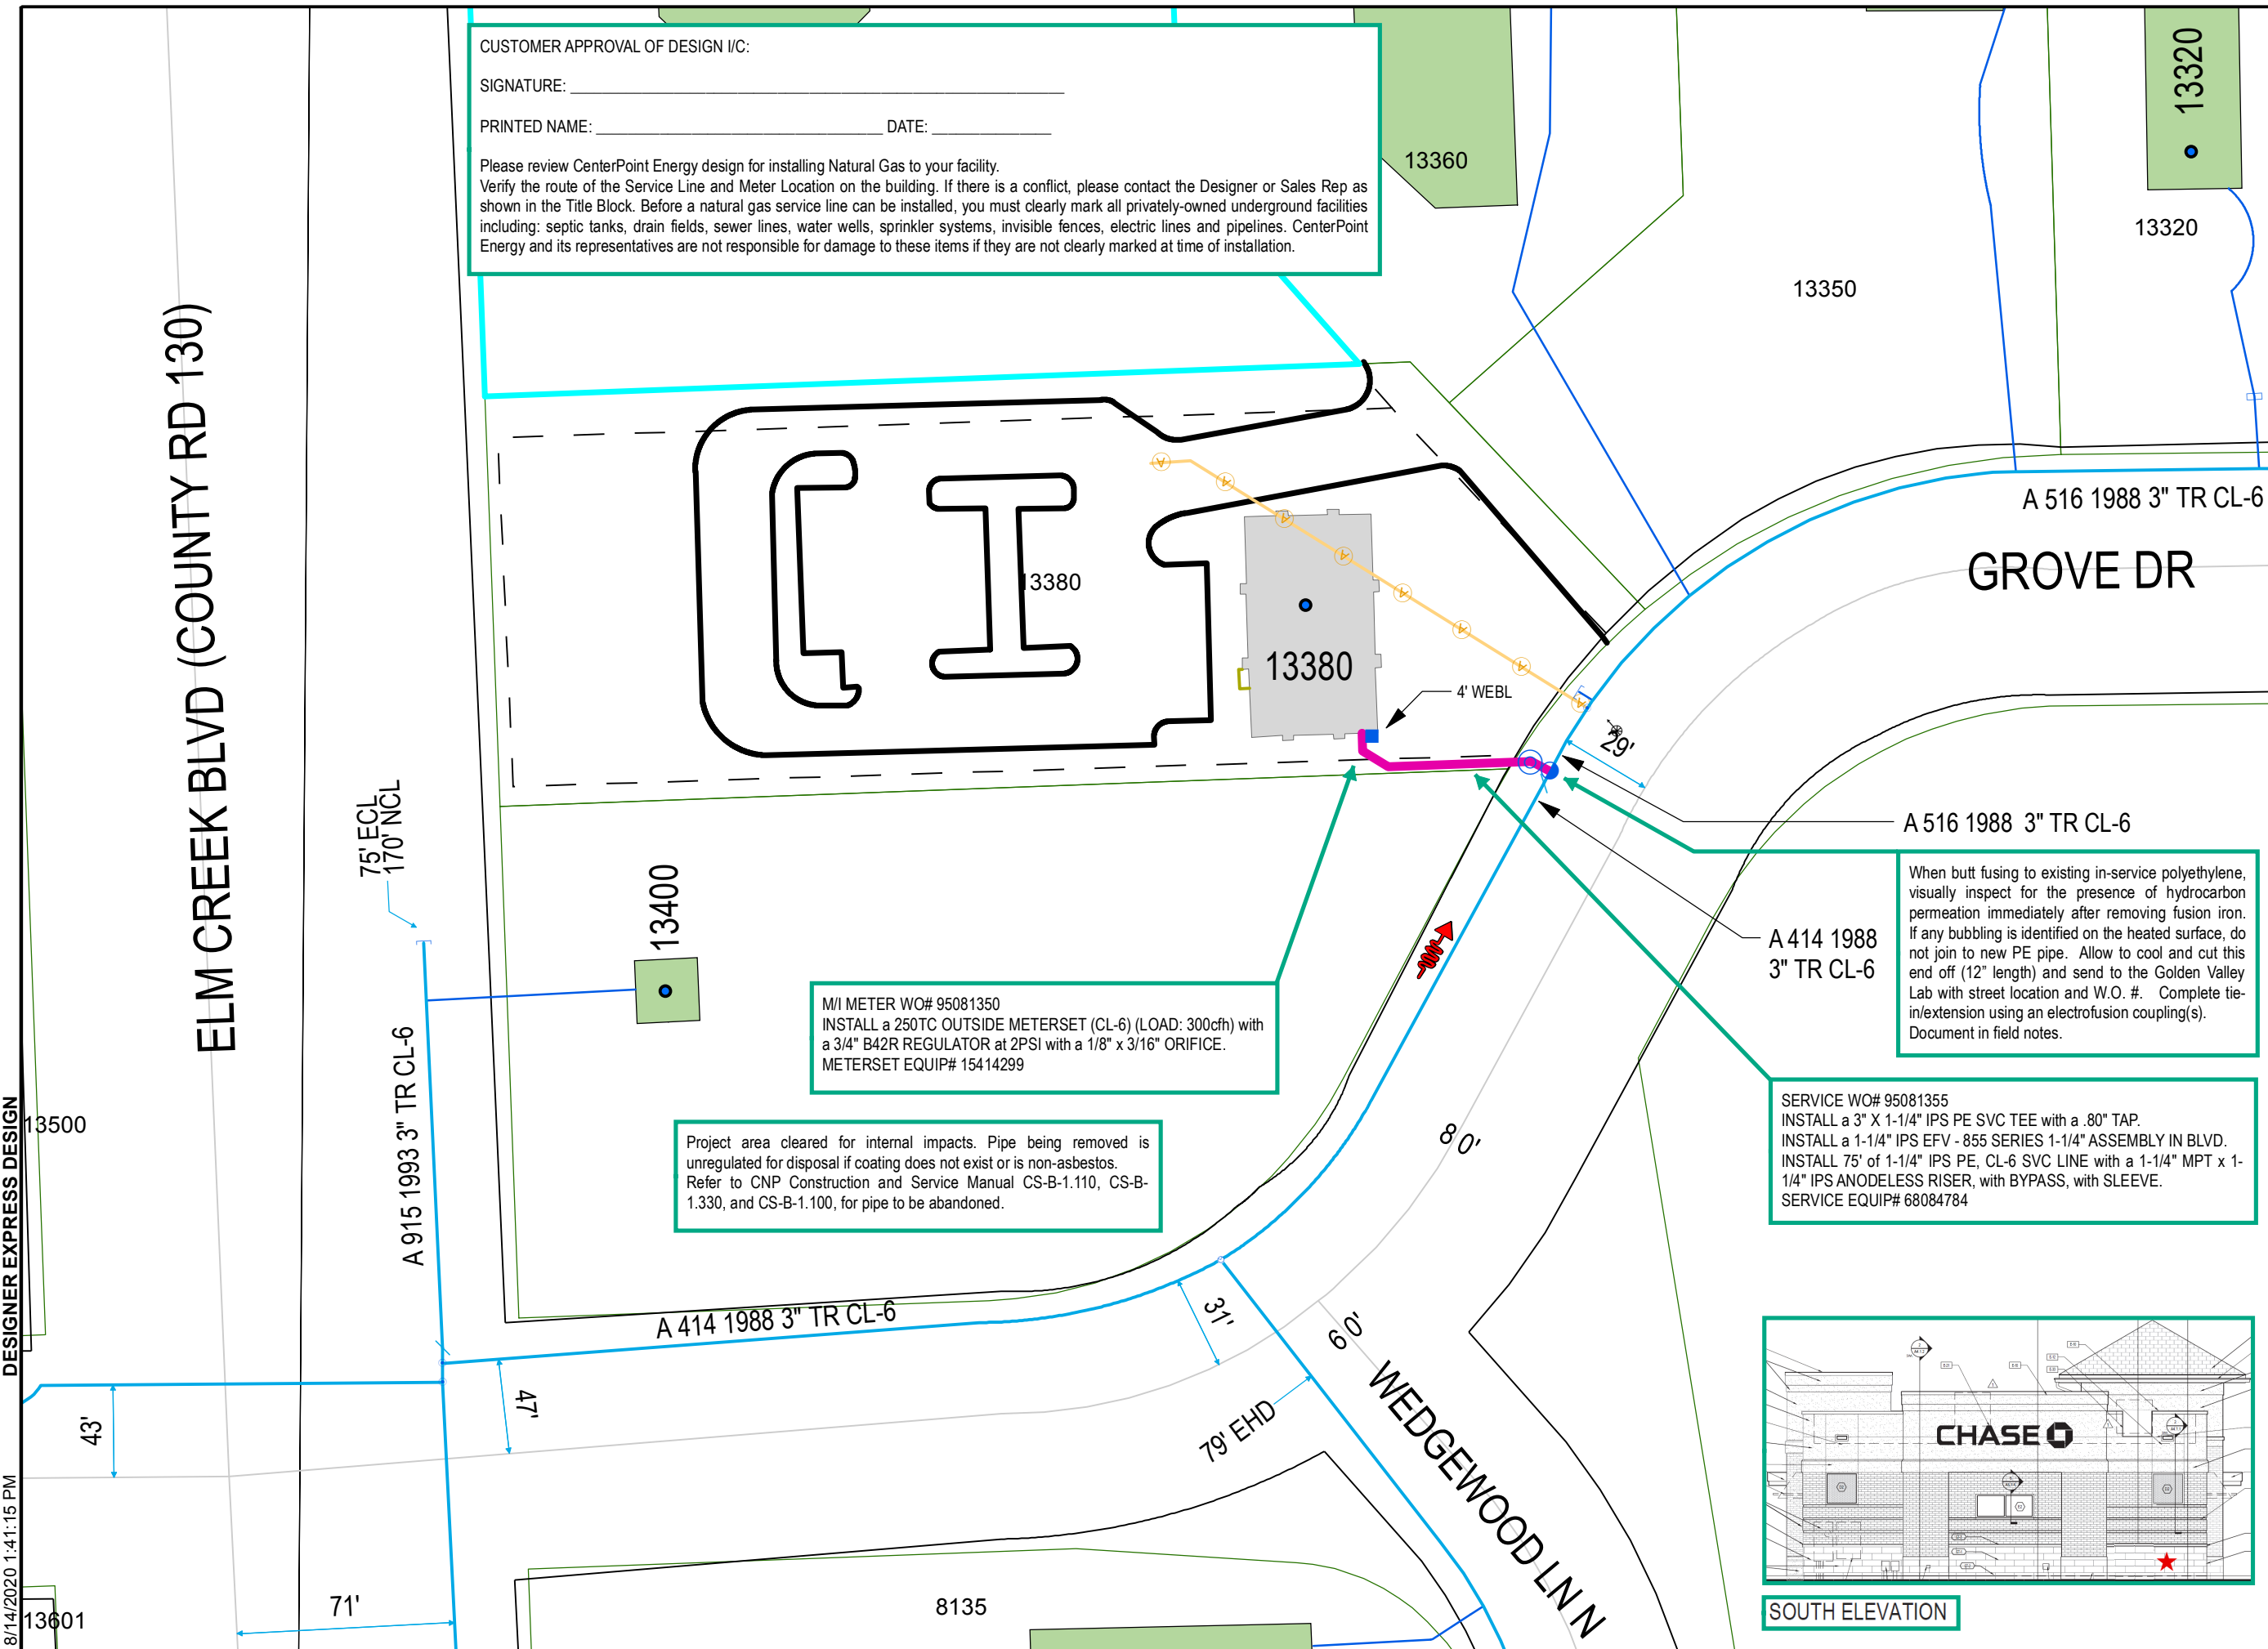 CUSTOMER APPROVAL OF DESIGN I/C:
SIGNATURE:
PRINTED NAME: DATE:
Please review CenterPoint Energy design for installing Natural Gas to your facility.
Verify the route of the Service Line and Meter Location on the building. If there is a conflict, please contact the Designer or Sales Rep as
shown in the Title Block. Before a natural gas service line can be installed, you must clearly mark all privately-owned underground facilities
including: septic tanks, drain fields, sewer lines, water wells, sprinkler systems, invisible fences, electric lines and pipelines. CenterPoint
Energy and its representatives are not responsible for damage to these items if they are not clearly marked at time of installation.
13360
13320
13320
13350
ELM CREEK BLVD (COUNTY RD 130)
A 516 1988 3" TR CL-6
GROVE DR
13380
13380
4' WEBL
29'
A 516 1988 3" TR CL-6
75' ECL
170' NCL
13400
When butt fusing to existing in-service polyethylene,
visually inspect for the presence of hydrocarbon
permeation immediately after removing fusion iron.
If any bubbling is identified on the heated surface, do
not join to new PE pipe. Allow to cool and cut this
end off (12" length) and send to the Golden Valley
Lab with street location and W.O. #. Complete tie-
in/extension using an electrofusion coupling(s).
Document in field notes.
A 414 1988
3" TR CL-6
M/I METER WO# 95081350
INSTALL a 250TC OUTSIDE METERSET (CL-6) (LOAD: 300cfh) with
a 3/4" B42R REGULATOR at 2PSI with a 1/8" x 3/16" ORIFICE.
METERSET EQUIP# 15414299
A 915 1993 3" TR CL-6
13500
Project area cleared for internal impacts. Pipe being removed is
unregulated for disposal if coating does not exist or is non-asbestos.
Refer to CNP Construction and Service Manual CS-B-1.110, CS-B-
1.330, and CS-B-1.100, for pipe to be abandoned.
80'
SERVICE WO# 95081355
INSTALL a 3" X 1-1/4" IPS PE SVC TEE with a .80" TAP.
INSTALL a 1-1/4" IPS EFV - 855 SERIES 1-1/4" ASSEMBLY IN BLVD.
INSTALL 75' of 1-1/4" IPS PE, CL-6 SVC LINE with a 1-1/4" MPT x 1-
1/4" IPS ANODELESS RISER, with BYPASS, with SLEEVE.
SERVICE EQUIP# 68084784
DESIGNER EXPRESS DESIGN
A 414 1988 3" TR CL-6
31'
60'
47'
43'
79' EHD
WEDGEWOOD LN N
CHASE
8/14/2020 1:41:15 PM
71'
13601
8135
SOUTH ELEVATION